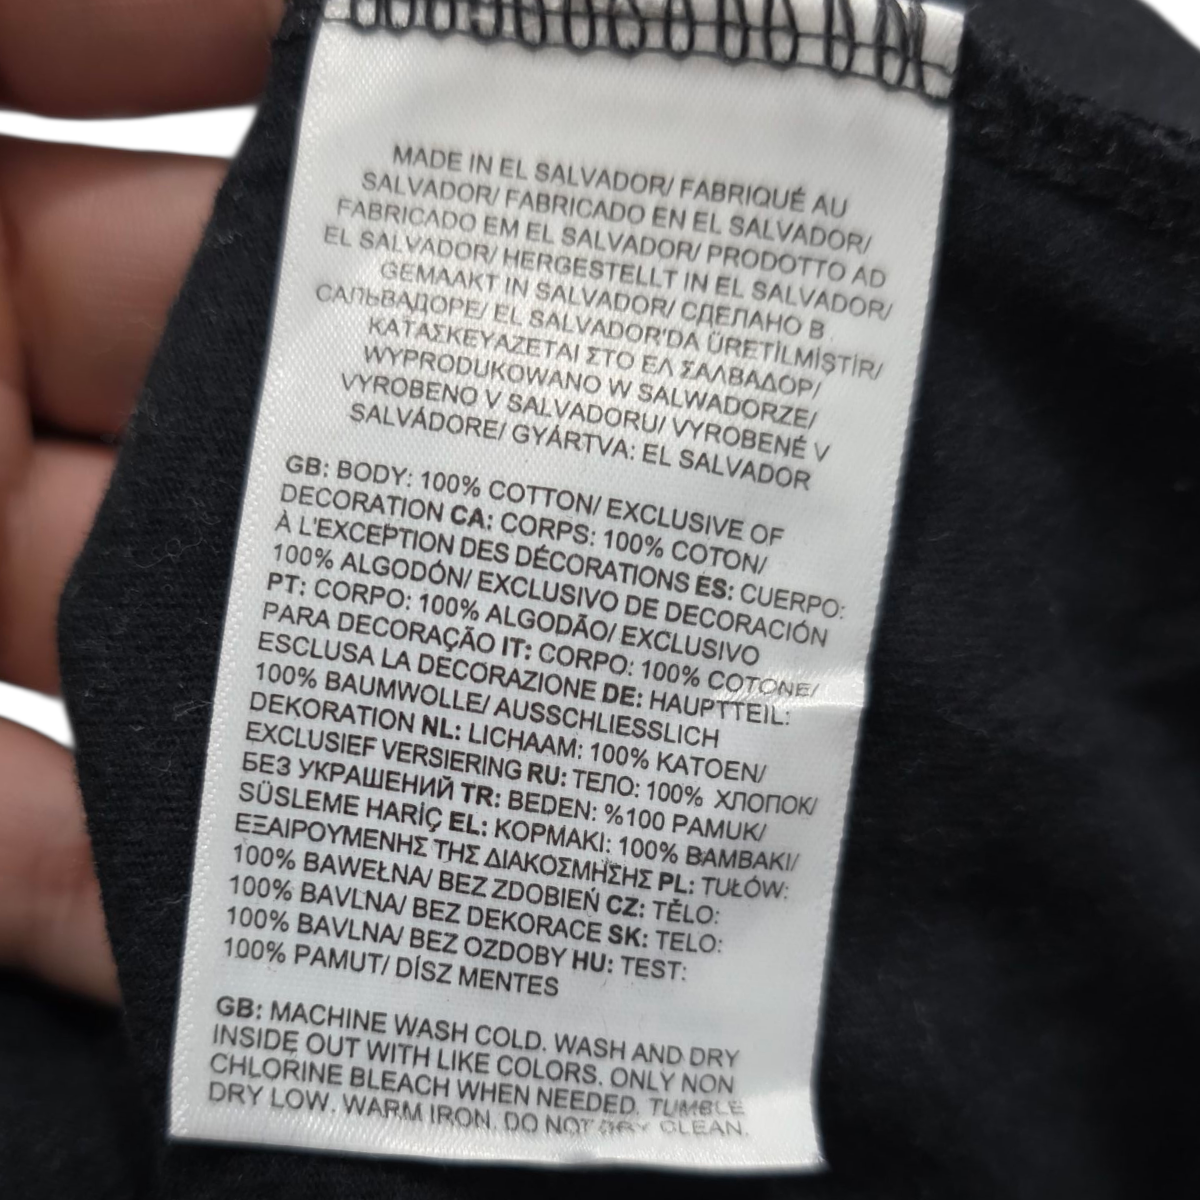 MADE IN EL SALVADOR/ FABRIQUÉ AU
SALVADOR/ FABRICADO EN EL SALVADOR/
FABRICADO EM EL SALVADOR/ PRODOTTO AD
EL SALVADOR/ HERGESTELLT IN EL SALVADOR/
GEMAAKT IN SALVADOR/ СДЕЛАНО В
САЛЬВАДОРЕ/ EL SALVADOR'DA ÜRETİLMİŞTİR/
ΚΑΤΑΣΚΕΥΑΖΕΤΑΙ ΣΤΟ ΕΛ ΣΑΛΒΑΔΟΡ/
WYPRODUKOWANO W SALWADORZE/
VYROBENO V SALVADORU/ VYROBENÉ V
SALVÁDORE/ GYÁRTVA: EL SALVADOR
GB: BODY: 100% COTTON/ EXCLUSIVE OF
DECORATION CA: CORPS: 100% COTON/
À L'EXCEPTION DES DÉCORATIONS ES: CUERPO:
100% ALGODÓN/ EXCLUSIVO DE DECORACIÓN
PT: CORPO: 100% ALGODÃO/ EXCLUSIVO
PARA DECORAÇÃO IT: CORPO: 100% COTONE/
ESCLUSA LA DECORAZIONE DE: HAUPTTEIL:
100% BAUMWOLLE/ AUSSCHLIESSLICH
DEKORATION NL: LICHAAM: 100% KATOEN/
EXCLUSIEF VERSIERING RU: ТЕЛО: 100% ХЛОПОК/
БЕЗ УКРАШЕНИЙ TR: BEDEN: %100 PAMUK/
SÜSLEME HARİÇ EL: ΚΟΡΜΑΚΙ: 100% ΒΑΜΒΑΚΙ/
ΕΞΑΙΡΟΥΜΕΝΗΣ ΤΗΣ ΔΙΑΚΟΣΜΗΣΗΣ PL: TUŁÓW:
100% BAWEŁNA/ BEZ ZDOBIEŃ CZ: TĚLO:
100% BAVLNA/ BEZ DEKORACE SK: TELO:
100% BAVLNA/ BEZ OZDOBY HU: TEST:
100% PAMUT/ DÍSZ MENTES
GB: MACHINE WASH COLD. WASH AND DRY
INSIDE OUT WITH LIKE COLORS. ONLY NON
CHLORINE BLEACH WHEN NEEDED. TUMBLE
DRY LOW. WARM IRON. DO NOT DRY CLEAN.